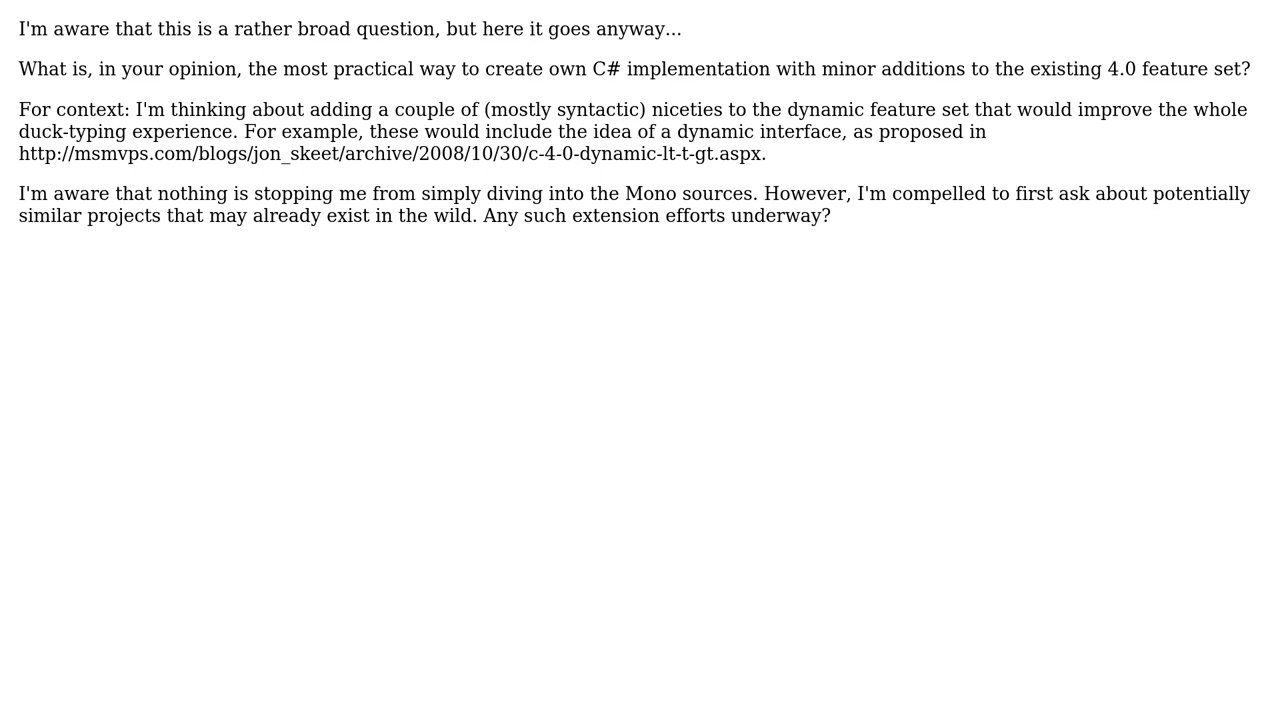 I'm aware that this is a rather broad question, but here it goes anyway...
What is, in your opinion, the most practical way to create own C# implementation with minor additions to the existing 4.0 feature set?
For context: I'm thinking about adding a couple of (mostly syntactic) niceties to the dynamic feature set that would improve the whole
duck-typing experience. For example, these would include the idea of a dynamic interface, as proposed in
http://msmvps.com/blogs/jon_skeet/archive/2008/10/30/c-4-0-dynamic-lt-t-gt.aspx.
I'm aware that nothing is stopping me from simply diving into the Mono sources. However, I'm compelled to first ask about potentially
similar projects that may already exist in the wild. Any such extension efforts underway?